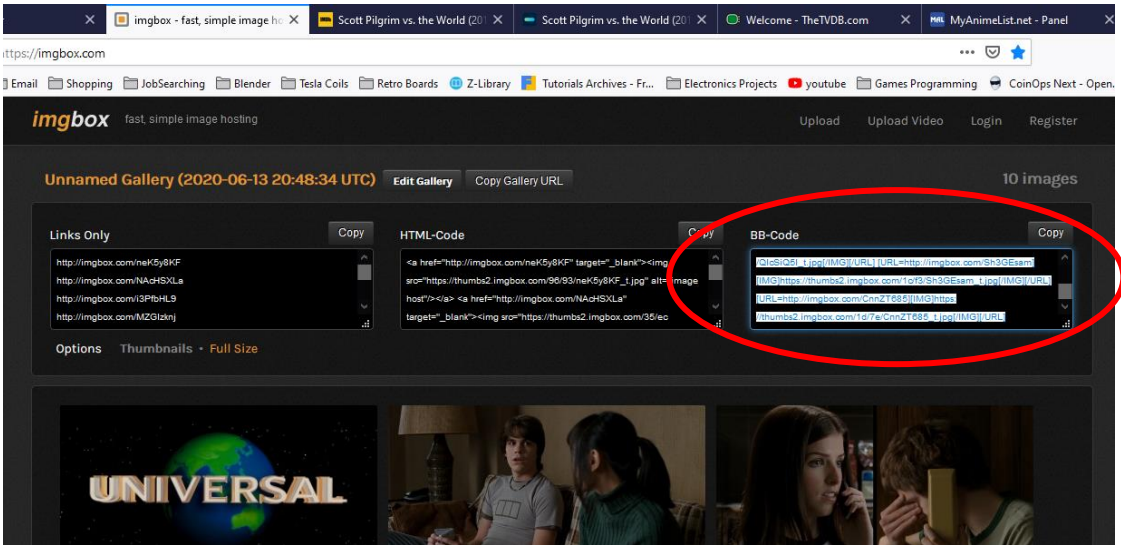 imgbox - fast, simple image ho
Scott Pilgrim vs. the World (201
Scott Pilgrim vs. the World (201
Welcome - TheTVDB.com
MAL MyAnimeList.net - Panel
ttps://imgbox.com
Email Shopping JobSearching Blender Tesla Coils Retro Boards Z-Library Tutorials Archives - Fr... Electronics Projects youtube Games Programming CoinOps Next - Open.
imgbox fast, simple image hosting Upload Upload Video Login Register
Unnamed Gallery (2020-06-13 20:48:34 UTC) Edit Gallery Copy Gallery URL 10 images
Links Only Copy
http://imgbox.com/neK5y8KF
http://imgbox.com/NAcHSXLa
http://imgbox.com/i3PfbHL9
http://imgbox.com/MZGIzknj
HTML-Code Copy
<a href="http://imgbox.com/neK5y8KF" target="_blank"><img
src="https://thumbs2.imgbox.com/96/93/neK5y8KF_t.jpg" alt="image
host"/></a> <a href="http://imgbox.com/NAcHSXLa"
target="_blank"><img src="https://thumbs2.imgbox.com/35/ec
BB-Code Copy
/QIcSiQ5I_t.jpg[/IMG][/URL] [URL=http://imgbox.com/Sh3GEsam]
[IMG]https://thumbs2.imgbox.com/1c/f3/Sh3GEsam_t.jpg[/IMG][/URL]
[URL=http://imgbox.com/CnnZT685][IMG]https:
//thumbs2.imgbox.com/1d/7e/CnnZT685_t.jpg[/IMG][/URL]
Options Thumbnails • Full Size
UNIVERSAL